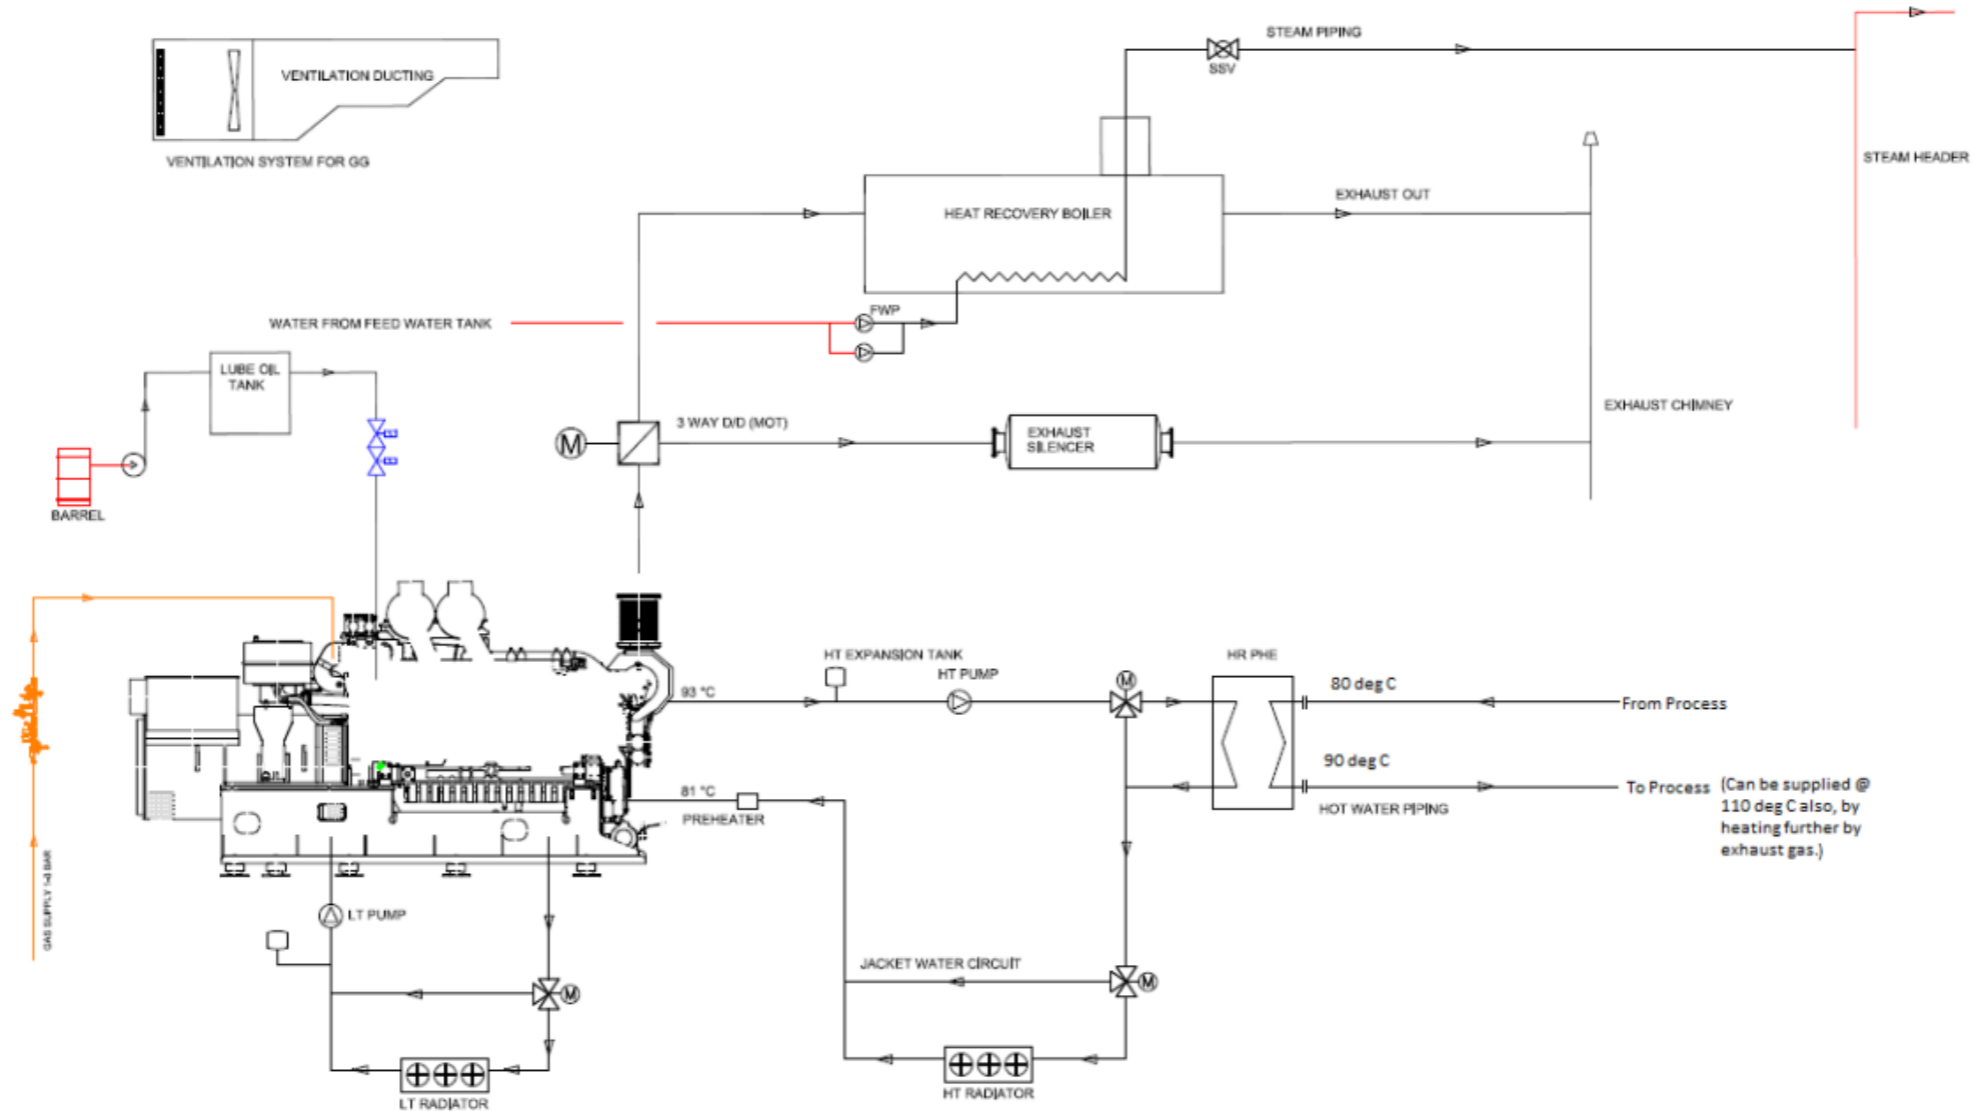 STEAM PIPING
SSV
VENTILATION DUCTING
VENTILATION SYSTEM FOR GG
STEAM HEADER
EXHAUST OUT
HEAT RECOVERY BOILER
FWP
WATER FROM FEED WATER TANK
LUBE OIL
TANK
3 WAY D/D (MOT)
M
EXHAUST
SILENCER
EXHAUST CHIMNEY
BARREL
HT EXPANSION TANK
HT PUMP
HR PHE
M
93 °C
80 deg C
From Process
90 deg C
81 °C
PREHEATER
HOT WATER PIPING
To Process
(Can be supplied @
110 deg C also, by
heating further by
exhaust gas.)
LT PUMP
JACKET WATER CIRCUIT
M
M
LT RADIATOR
HT RADIATOR
GAS SUPPLY
BAR